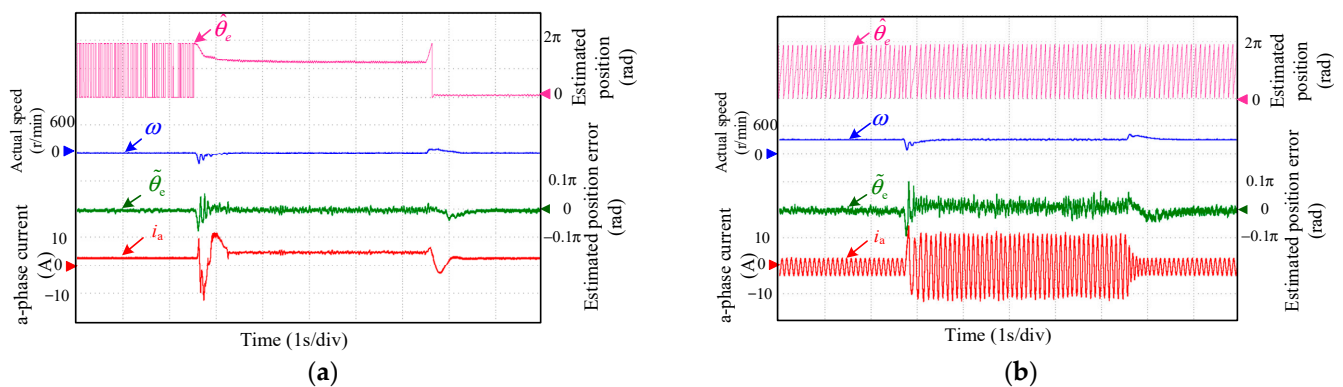 θ̂e
2π
0
Estimated position (rad)
Actual speed (r/min)
600
0
ω
θ̃e
0.1π
0
−0.1π
Estimated position error (rad)
ia
10
0
−10
a-phase current (A)
Time (1s/div)
(a)
θ̂e
2π
0
Estimated position (rad)
Actual speed (r/min)
600
0
ω
θ̃e
0.1π
0
−0.1π
Estimated position error (rad)
ia
10
0
−10
a-phase current (A)
Time (1s/div)
(b)